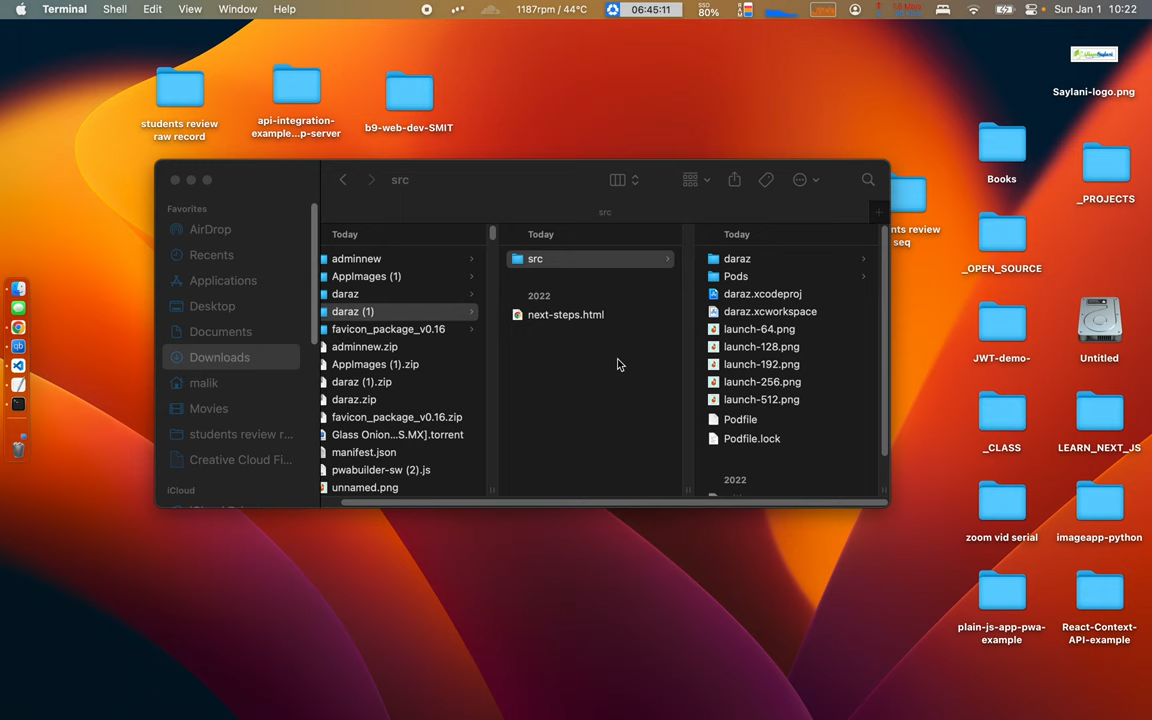 Terminal Shell Edit View Window Help
1187rpm / 44°C 06:45:11 SSD 80% Sun Jan 1 10:22
Saylani-logo.png
students review
raw record
api-integration-
example...p-server
b9-web-dev-SMIT
Books
_PROJECTS
nts review
seq
_OPEN_SOURCE
JWT-demo-
Untitled
_CLASS
LEARN_NEXT_JS
zoom vid serial
imageapp-python
plain-js-app-pwa-
example
React-Context-
API-example
src
src
Favorites
AirDrop
Recents
Applications
Desktop
Documents
Downloads
malik
Movies
students review r...
Creative Cloud Fi...
iCloud
Today
adminnew
AppImages (1)
daraz
daraz (1)
favicon_package_v0.16
adminnew.zip
AppImages (1).zip
daraz (1).zip
daraz.zip
favicon_package_v0.16.zip
Glass Onion...S.MX].torrent
manifest.json
pwabuilder-sw (2).js
unnamed.png
Today
src
2022
next-steps.html
Today
daraz
Pods
daraz.xcodeproj
daraz.xcworkspace
launch-64.png
launch-128.png
launch-192.png
launch-256.png
launch-512.png
Podfile
Podfile.lock
2022